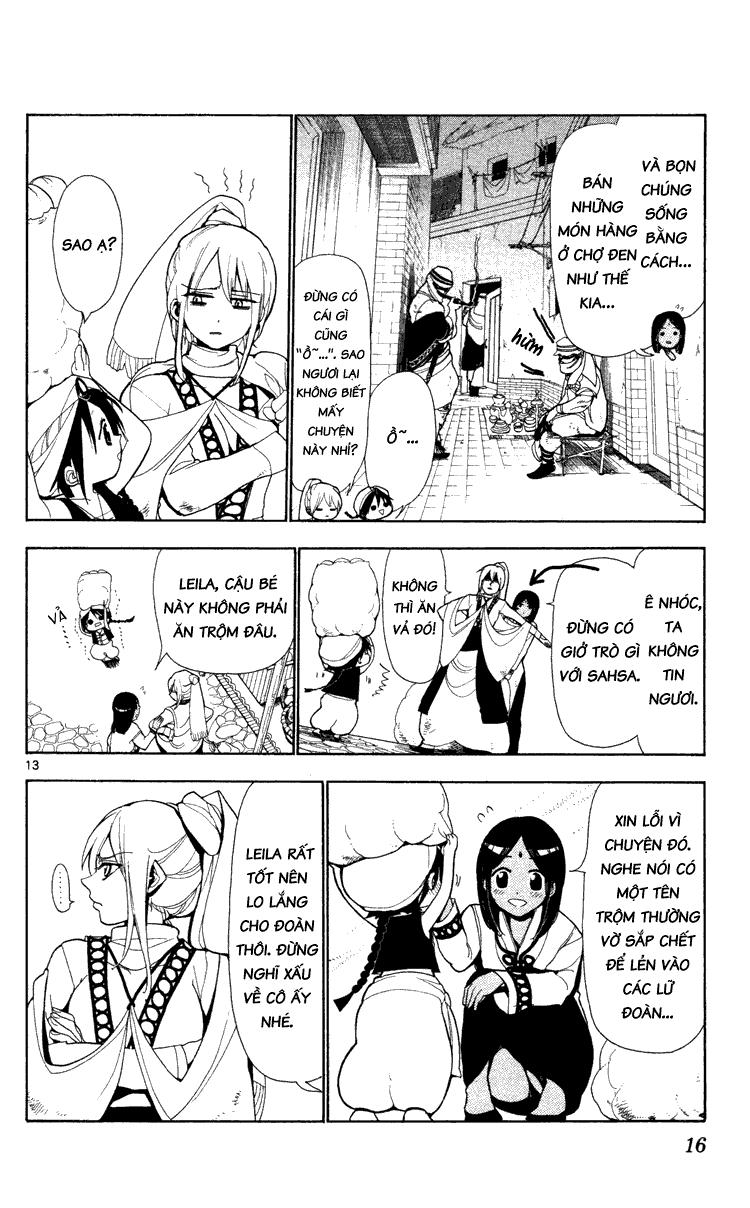 VÀ BỌN
CHÚNG
SỐNG
BẰNG
CÁCH...
BÁN
NHỮNG
MÓN HÀNG
Ở CHỢ ĐEN
NHƯ THẾ
KIA...
hừm
Ồ~...
ĐỪNG CÓ
CÁI GÌ
CŨNG
"Ồ~...". SAO
NGƯƠI LẠI
KHÔNG BIẾT
MẤY
CHUYỆN
NÀY NHỈ?
SAO Ạ?
Ê NHÓC,
TA
KHÔNG
TIN
NGƯƠI.
ĐỪNG CÓ
GIỞ TRÒ GÌ
VỚI SAHSA.
KHÔNG
THÌ ĂN
VẢ ĐÓ!
LEILA, CẬU BÉ
NÀY KHÔNG PHẢI
ĂN TRỘM ĐÂU.
VẢ
13
XIN LỖI VÌ
CHUYỆN ĐÓ.
NGHE NÓI CÓ
MỘT TÊN
TRỘM THƯỜNG
VỜ SẮP CHẾT
ĐỂ LẺN VÀO
CÁC LỮ
ĐOÀN...
LEILA RẤT
TỐT NÊN
LO LẮNG
CHO ĐOÀN
THÔI. ĐỪNG
NGHĨ XẤU
VỀ CÔ ẤY
NHÉ.
......
16